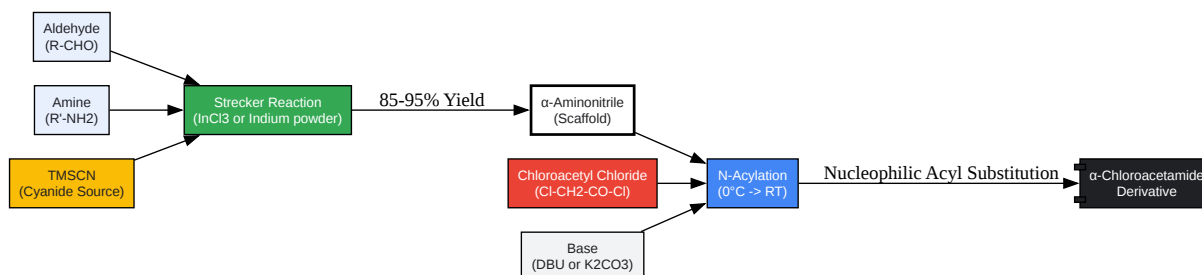 Aldehyde
(R-CHO)
Amine
(R'-NH2)
TMSCN
(Cyanide Source)
Strecker Reaction
(InCl3 or Indium powder)
85-95% Yield
α-Aminonitrile
(Scaffold)
Chloroacetyl Chloride
(Cl-CH2-CO-Cl)
Base
(DBU or K2CO3)
N-Acylation
(0°C -> RT)
Nucleophilic Acyl Substitution
α-Chloroacetamide
Derivative